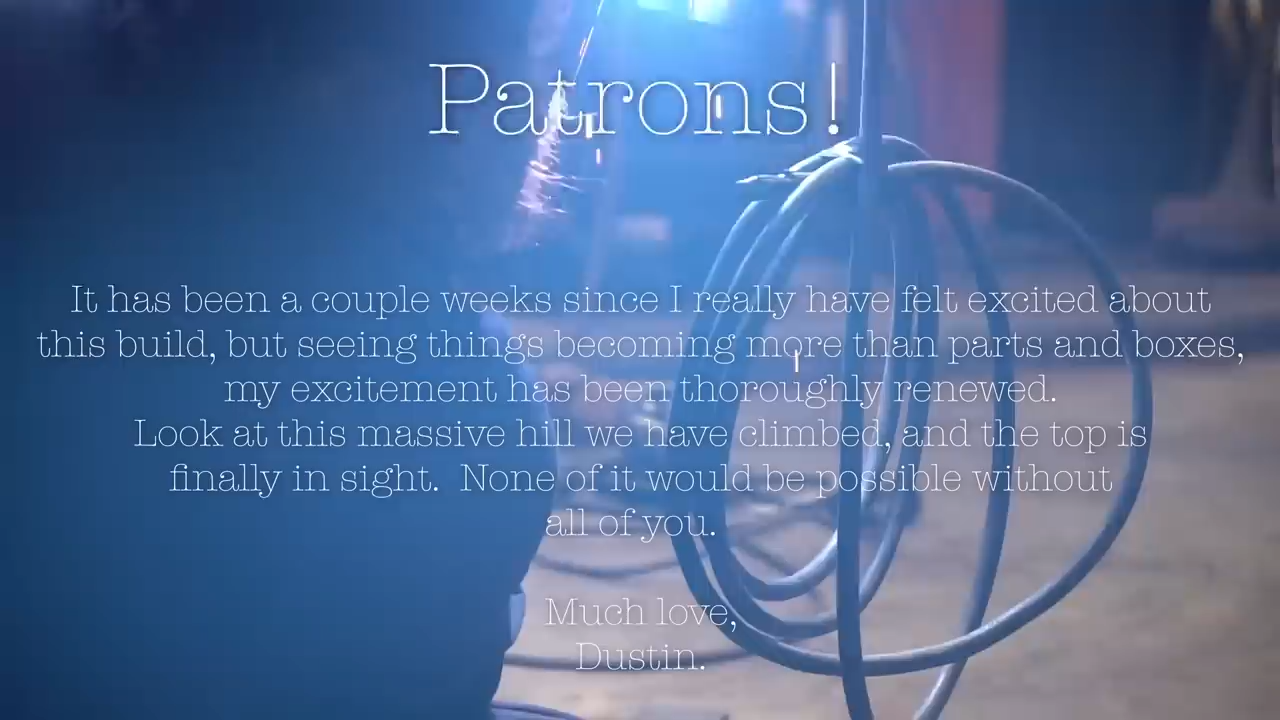 Patrons!
It has been a couple weeks since I really have felt excited about
this build, but seeing things becoming more than parts and boxes,
my excitement has been thoroughly renewed.
Look at this massive hill we have climbed, and the top is
finally in sight.  None of it would be possible without
all of you.
Much love,
Dustin.